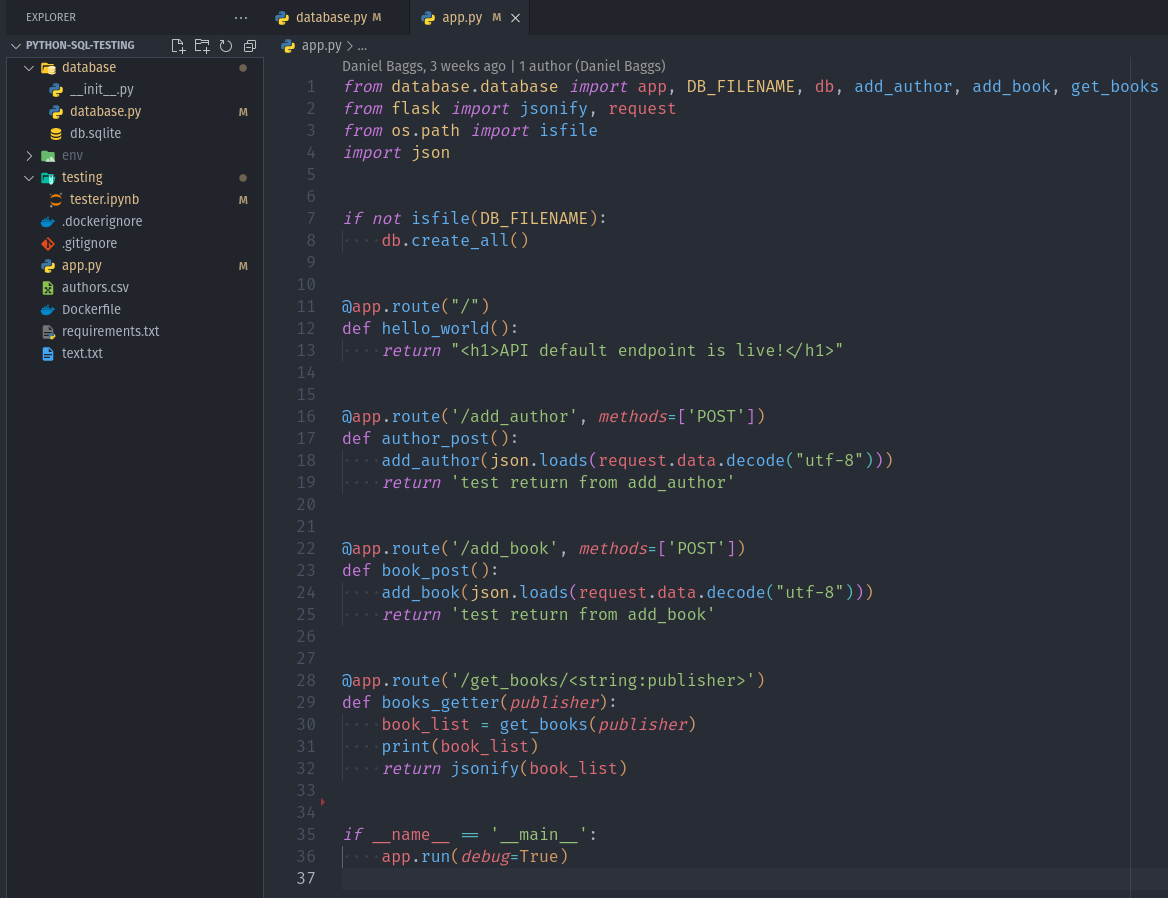 EXPLORER ...
PYTHON-SQL-TESTING
database
__init__.py
database.py M
db.sqlite
env
testing
tester.ipynb M
.dockerignore
.gitignore
app.py M
authors.csv
Dockerfile
requirements.txt
text.txt
database.py M app.py M
app.py > ...
Daniel Baggs, 3 weeks ago | 1 author (Daniel Baggs)
1 from database.database import app, DB_FILENAME, db, add_author, add_book, get_books
2 from flask import jsonify, request
3 from os.path import isfile
4 import json
5
6
7 if not isfile(DB_FILENAME):
8     db.create_all()
9
10
11 @app.route("/")
12 def hello_world():
13     return "<h1>API default endpoint is live!</h1>"
14
15
16 @app.route('/add_author', methods=['POST'])
17 def author_post():
18     add_author(json.loads(request.data.decode("utf-8")))
19     return 'test return from add_author'
20
21
22 @app.route('/add_book', methods=['POST'])
23 def book_post():
24     add_book(json.loads(request.data.decode("utf-8")))
25     return 'test return from add_book'
26
27
28 @app.route('/get_books/<string:publisher>')
29 def books_getter(publisher):
30     book_list = get_books(publisher)
31     print(book_list)
32     return jsonify(book_list)
33
34
35 if __name__ == '__main__':
36     app.run(debug=True)
37